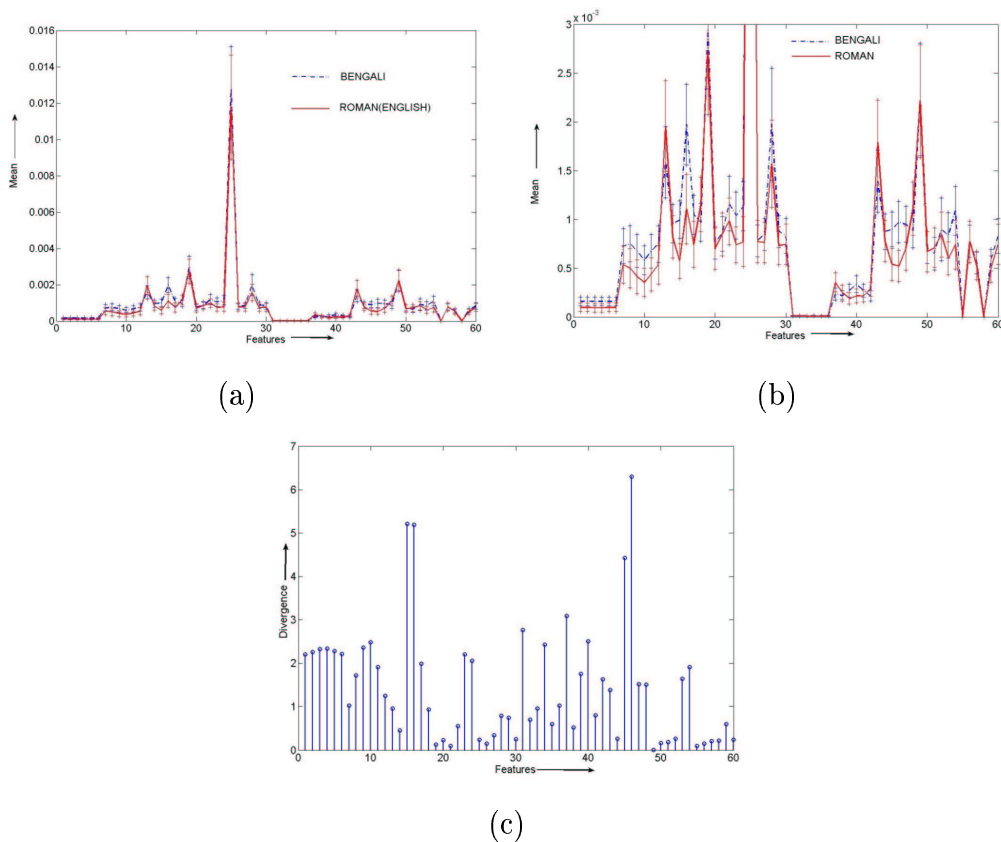 0.016
0.014
0.012
0.01
0.008
0.006
0.004
0.002
0
Mean
BENGALI
ROMAN(ENGLISH)
0 10 20 30 40 50 60
Features
(a)
x 10⁻³
3
2.5
2
1.5
1
0.5
0
Mean
BENGALI
ROMAN
0 10 20 30 40 50 60
Features
(b)
7
6
5
4
3
2
1
0
Divergence
0 10 20 30 40 50 60
Features
(c)